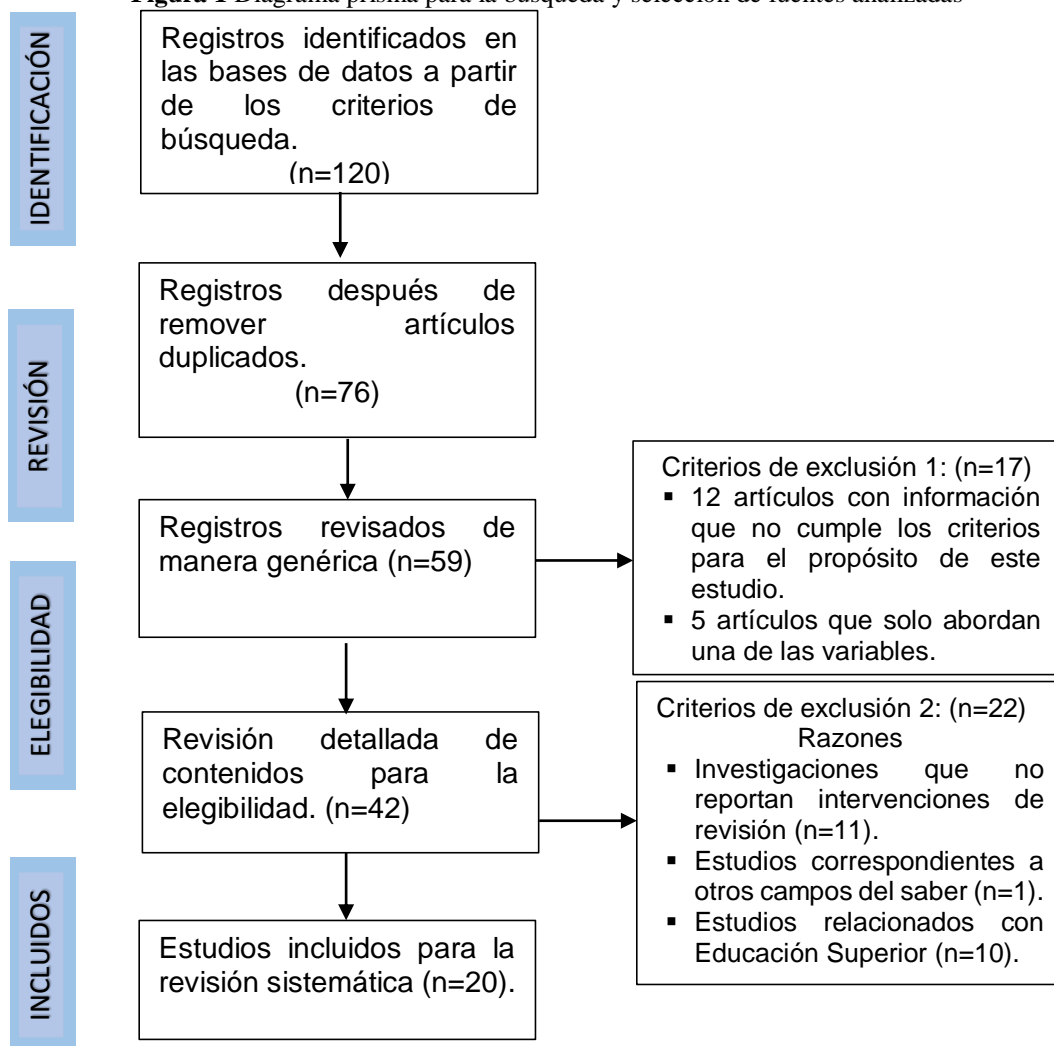 Figura 1 Diagrama prisma para la búsqueda y selección de fuentes analizadas
IDENTIFICACIÓN
Registros identificados en
las bases de datos a partir
de los criterios de
búsqueda.
(n=120)
REVISIÓN
Registros después de
remover artículos
duplicados.
(n=76)
Registros revisados de
manera genérica (n=59)
Criterios de exclusión 1: (n=17)
▪ 12 artículos con información
que no cumple los criterios
para el propósito de este
estudio.
▪ 5 artículos que solo abordan
una de las variables.
ELEGIBILIDAD
Revisión detallada de
contenidos para la
elegibilidad. (n=42)
Criterios de exclusión 2: (n=22)
Razones
▪ Investigaciones que no
reportan intervenciones de
revisión (n=11).
▪ Estudios correspondientes a
otros campos del saber (n=1).
▪ Estudios relacionados con
Educación Superior (n=10).
INCLUIDOS
Estudios incluidos para la
revisión sistemática (n=20).